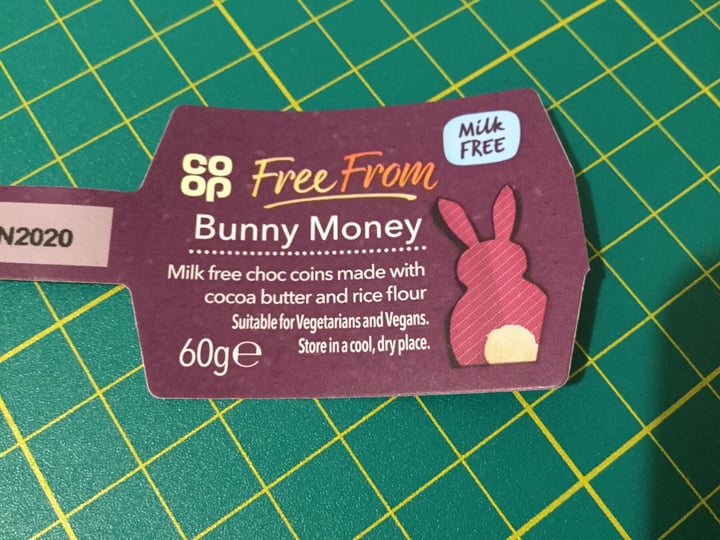 Milk
FREE
CO
OP
Free From
Bunny Money
Milk free choc coins made with
cocoa butter and rice flour
Suitable for Vegetarians and Vegans.
60g℮ Store in a cool, dry place.
N2020